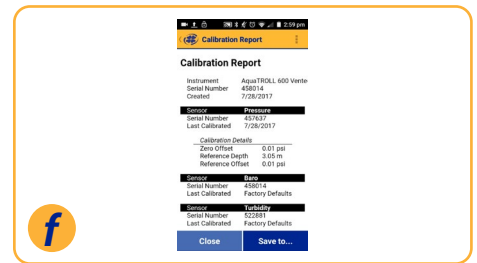 2:59 pm
Calibration Report
Calibration Report
Instrument AquaTROLL 600 Vente
Serial Number 458014
Created 7/28/2017
Sensor Pressure
Serial Number 457637
Last Calibrated 7/28/2017
Calibration Details
Zero Offset 0.01 psi
Reference Depth 3.05 m
Reference Offset 0.01 psi
Sensor Baro
Serial Number 458014
Last Calibrated Factory Defaults
Sensor Turbidity
Serial Number 522881
Last Calibrated Factory Defaults
Close Save to...
f